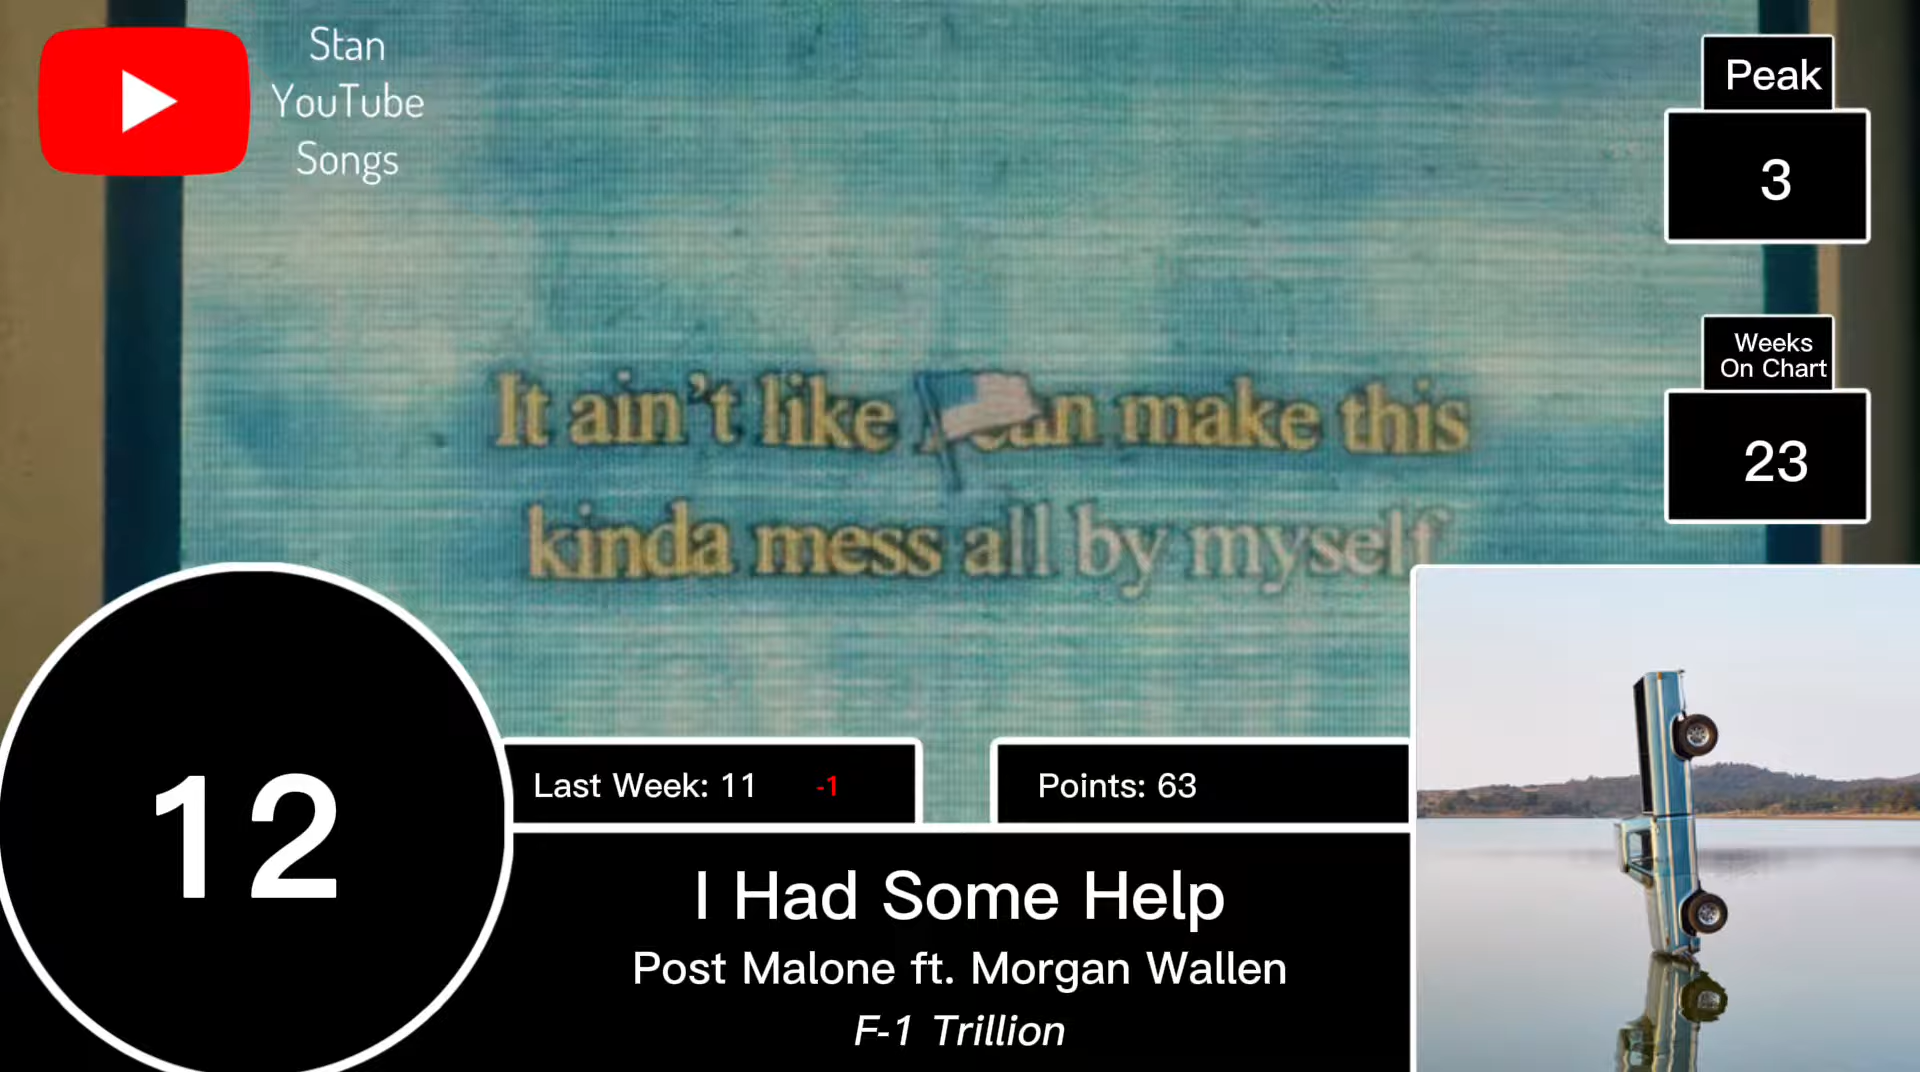 Stan
YouTube
Songs
Peak
3
Weeks
On Chart
23
It ain't like can make this
kinda mess all by myself
12
Last Week: 11 -1
Points: 63
I Had Some Help
Post Malone ft. Morgan Wallen
F-1 Trillion